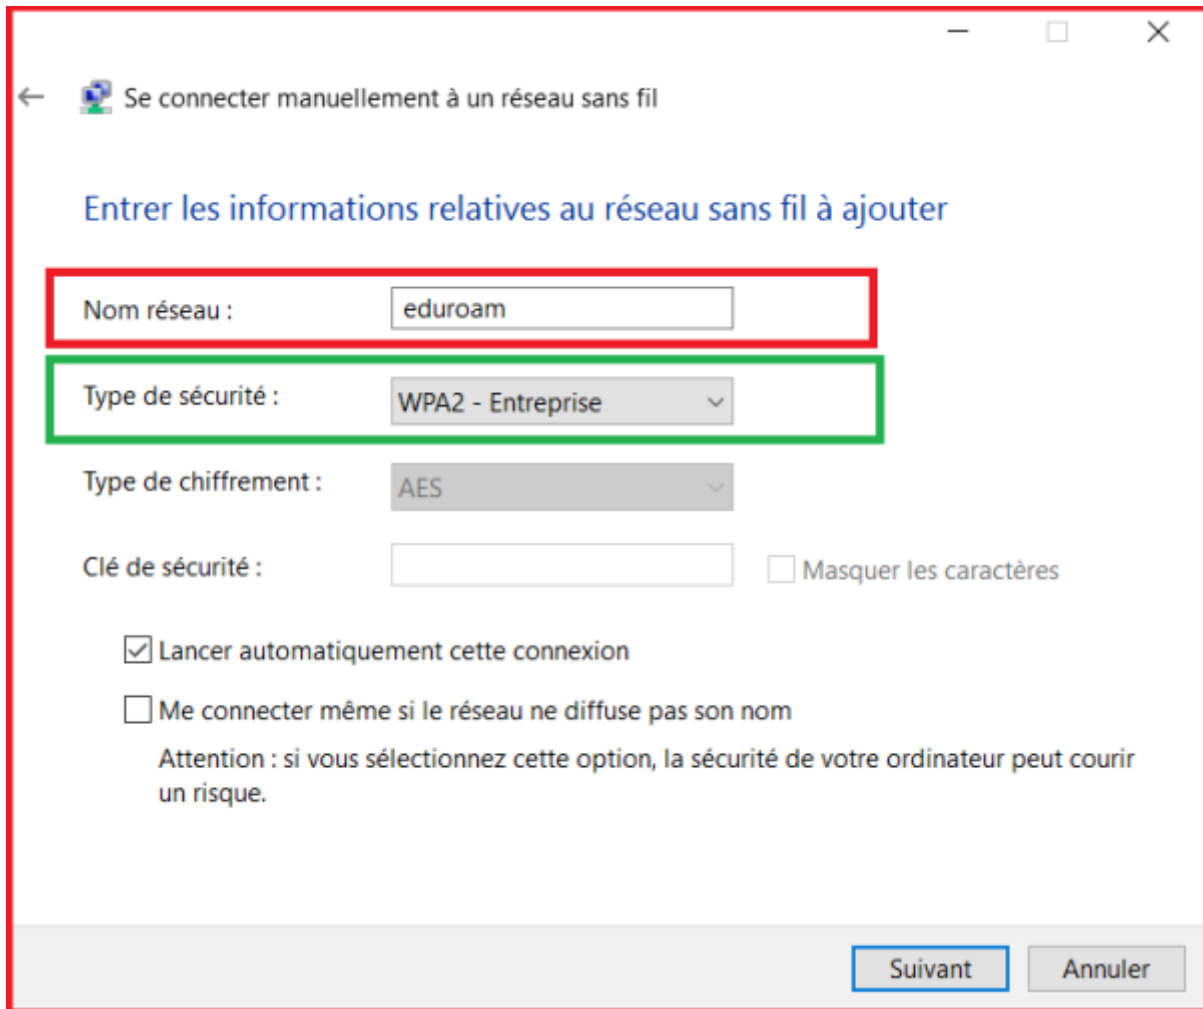 Se connecter manuellement à un réseau sans fil
Entrer les informations relatives au réseau sans fil à ajouter
Nom réseau : eduroam
Type de sécurité : WPA2 - Entreprise
Type de chiffrement : AES
Clé de sécurité : Masquer les caractères
Lancer automatiquement cette connexion
Me connecter même si le réseau ne diffuse pas son nom
Attention : si vous sélectionnez cette option, la sécurité de votre ordinateur peut courir
un risque.
Suivant Annuler